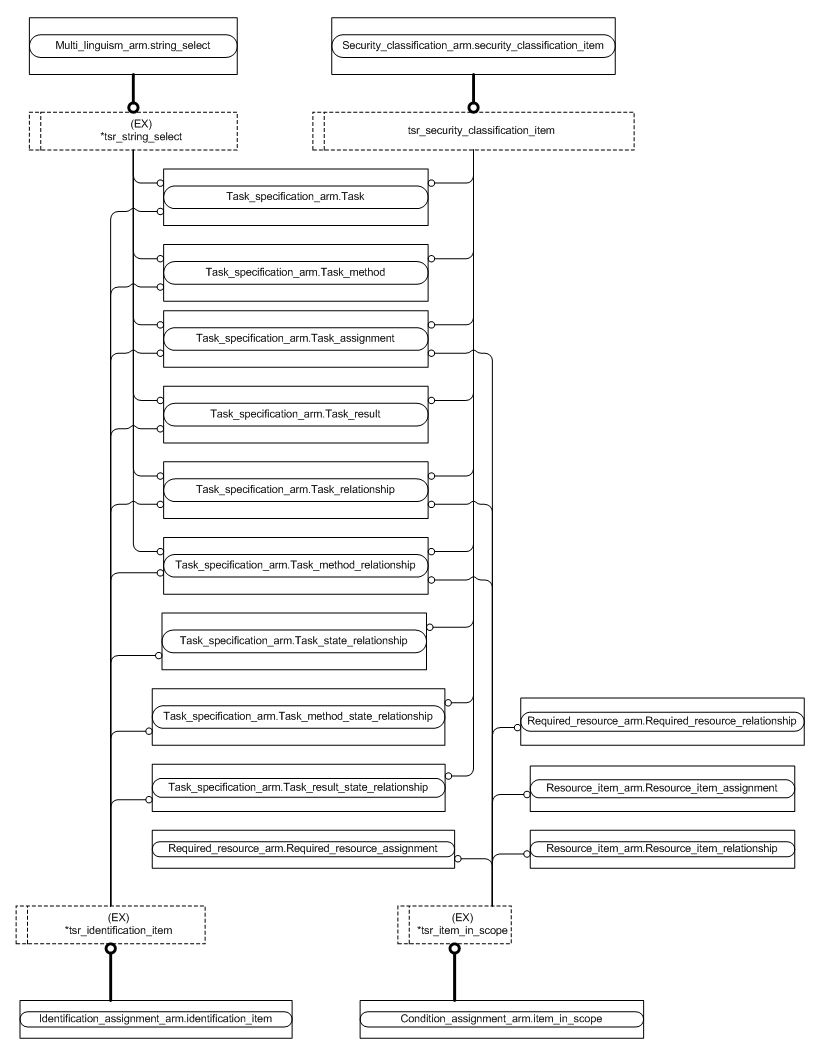 Multi_linguism_arm.string_select
Security_classification_arm.security_classification_item
(EX)
*tsr_string_select
tsr_security_classification_item
Task_specification_arm.Task
Task_specification_arm.Task_method
Task_specification_arm.Task_assignment
Task_specification_arm.Task_result
Task_specification_arm.Task_relationship
Task_specification_arm.Task_method_relationship
Task_specification_arm.Task_state_relationship
Task_specification_arm.Task_method_state_relationship
Required_resource_arm.Required_resource_relationship
Task_specification_arm.Task_result_state_relationship
Resource_item_arm.Resource_item_assignment
Required_resource_arm.Required_resource_assignment
Resource_item_arm.Resource_item_relationship
(EX)
*tsr_identification_item
(EX)
*tsr_item_in_scope
Identification_assignment_arm.identification_item
Condition_assignment_arm.item_in_scope